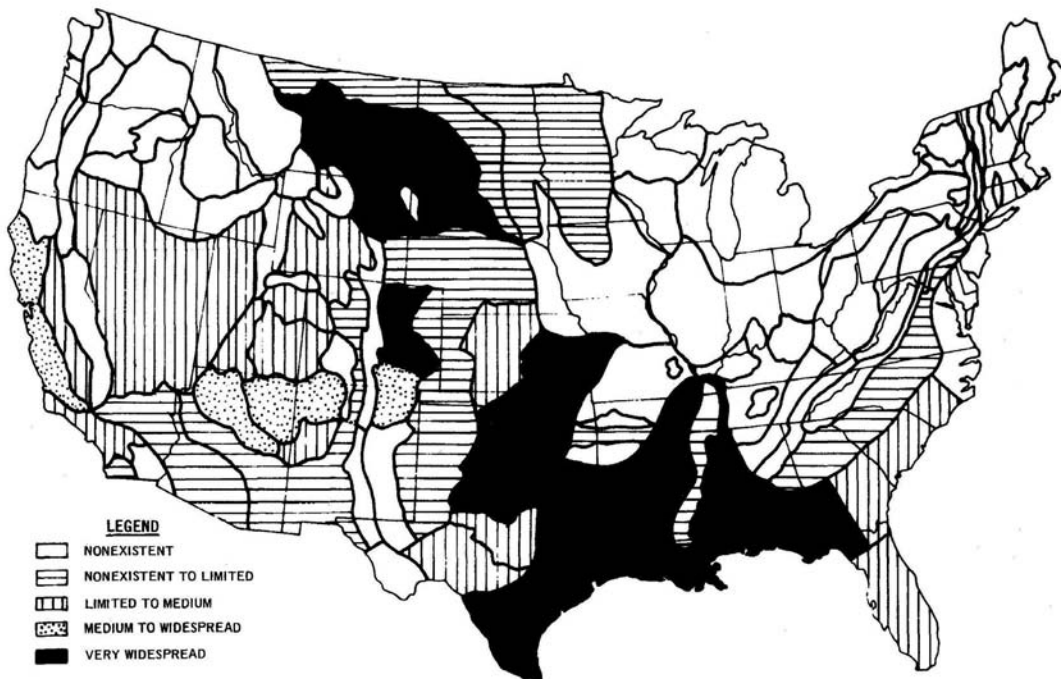 LEGEND
NONEXISTENT
NONEXISTENT TO LIMITED
LIMITED TO MEDIUM
MEDIUM TO WIDESPREAD
VERY WIDESPREAD